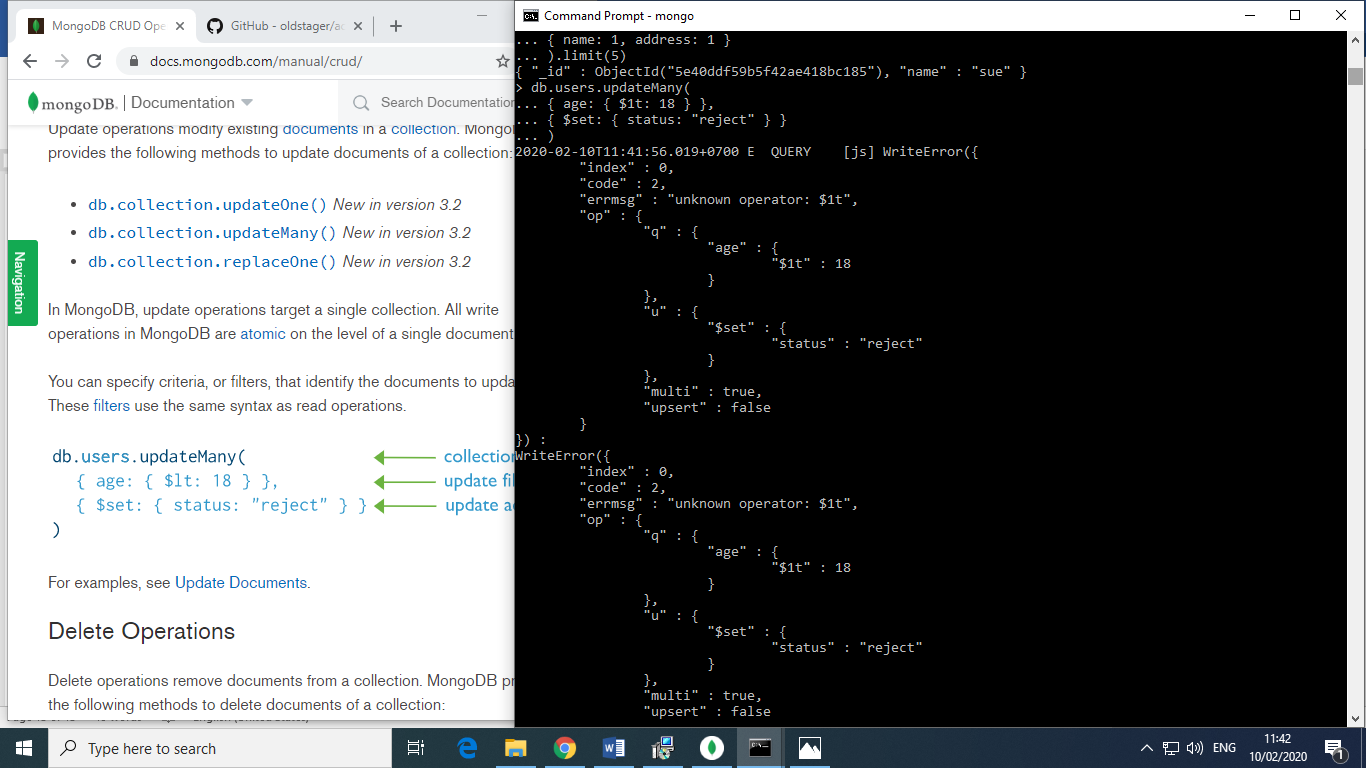 MongoDB CRUD Ope
GitHub - oldstager/ac
docs.mongodb.com/manual/crud/
mongoDB. | Documentation
Search Documentation
Update operations modify existing documents in a collection. Mongo
provides the following methods to update documents of a collection:
• db.collection.updateOne() New in version 3.2
• db.collection.updateMany() New in version 3.2
• db.collection.replaceOne() New in version 3.2
Navigation
In MongoDB, update operations target a single collection. All write
operations in MongoDB are atomic on the level of a single document
You can specify criteria, or filters, that identify the documents to upda
These filters use the same syntax as read operations.
db.users.updateMany( collection
{ age: { $lt: 18 } }, update fi
{ $set: { status: "reject" } } update a
)
For examples, see Update Documents.
Delete Operations
Delete operations remove documents from a collection. MongoDB pr
the following methods to delete documents of a collection:
Command Prompt - mongo
... { name: 1, address: 1 }
... ).limit(5)
{ "_id" : ObjectId("5e40ddf59b5f42ae418bc185"), "name" : "sue" }
> db.users.updateMany(
... { age: { $1t: 18 } },
... { $set: { status: "reject" } }
... )
2020-02-10T11:41:56.019+0700 E  QUERY    [js] WriteError({
"index" : 0,
"code" : 2,
"errmsg" : "unknown operator: $1t",
"op" : {
"q" : {
"age" : {
"$1t" : 18
}
},
"u" : {
"$set" : {
"status" : "reject"
}
},
"multi" : true,
"upsert" : false
}
}) :
WriteError({
"index" : 0,
"code" : 2,
"errmsg" : "unknown operator: $1t",
"op" : {
"q" : {
"age" : {
"$1t" : 18
}
},
"u" : {
"$set" : {
"status" : "reject"
}
},
"multi" : true,
"upsert" : false
Type here to search
ENG
11:42
10/02/2020
1